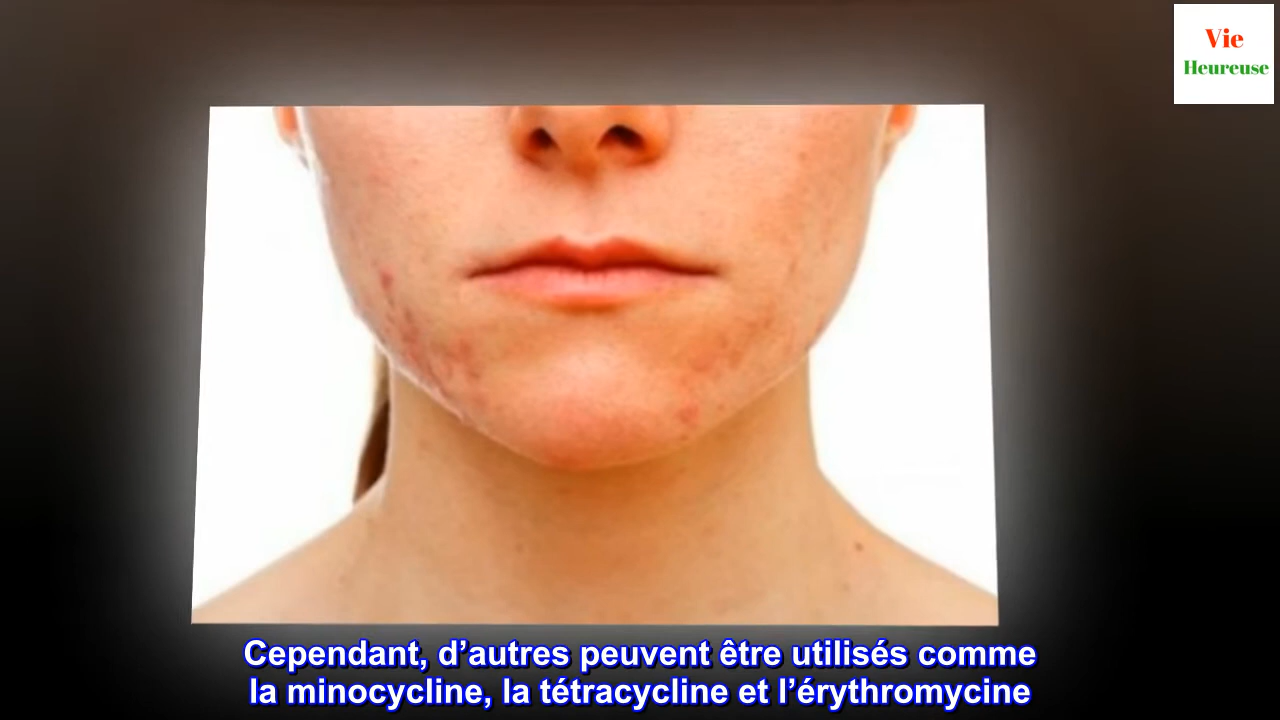 Vie
Heureuse
Cependant, d’autres peuvent être utilisés comme
la minocycline, la tétracycline et l’érythromycine